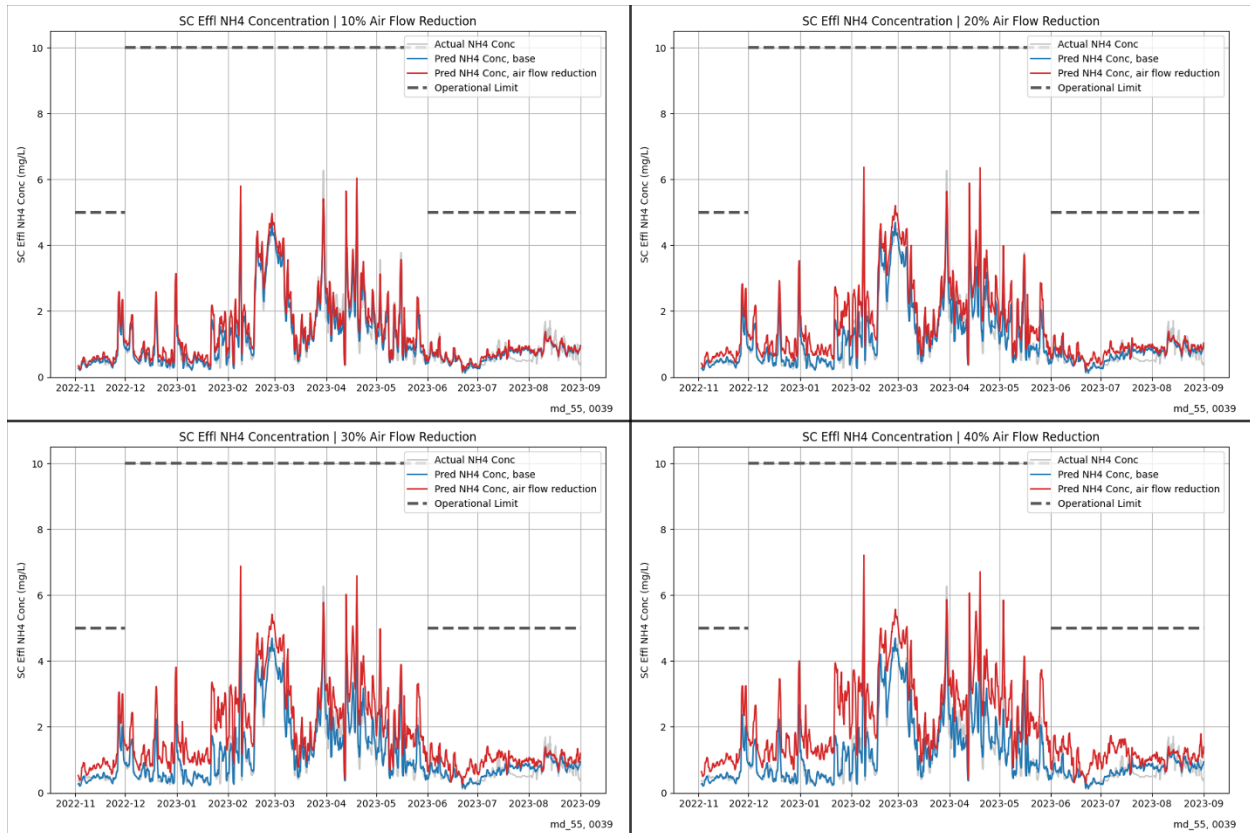 SC Effl NH4 Concentration | 10% Air Flow Reduction
10
8
6
4
2
0
SC Effl NH4 Conc (mg/L)
Actual NH4 Conc
Pred NH4 Conc, base
Pred NH4 Conc, air flow reduction
Operational Limit
2022-11 2022-12 2023-01 2023-02 2023-03 2023-04 2023-05 2023-06 2023-07 2023-08 2023-09
md_55, 0039
SC Effl NH4 Concentration | 20% Air Flow Reduction
10
8
6
4
2
0
SC Effl NH4 Conc (mg/L)
Actual NH4 Conc
Pred NH4 Conc, base
Pred NH4 Conc, air flow reduction
Operational Limit
2022-11 2022-12 2023-01 2023-02 2023-03 2023-04 2023-05 2023-06 2023-07 2023-08 2023-09
md_55, 0039
SC Effl NH4 Concentration | 30% Air Flow Reduction
10
8
6
4
2
0
SC Effl NH4 Conc (mg/L)
Actual NH4 Conc
Pred NH4 Conc, base
Pred NH4 Conc, air flow reduction
Operational Limit
2022-11 2022-12 2023-01 2023-02 2023-03 2023-04 2023-05 2023-06 2023-07 2023-08 2023-09
md_55, 0039
SC Effl NH4 Concentration | 40% Air Flow Reduction
10
8
6
4
2
0
SC Effl NH4 Conc (mg/L)
Actual NH4 Conc
Pred NH4 Conc, base
Pred NH4 Conc, air flow reduction
Operational Limit
2022-11 2022-12 2023-01 2023-02 2023-03 2023-04 2023-05 2023-06 2023-07 2023-08 2023-09
md_55, 0039